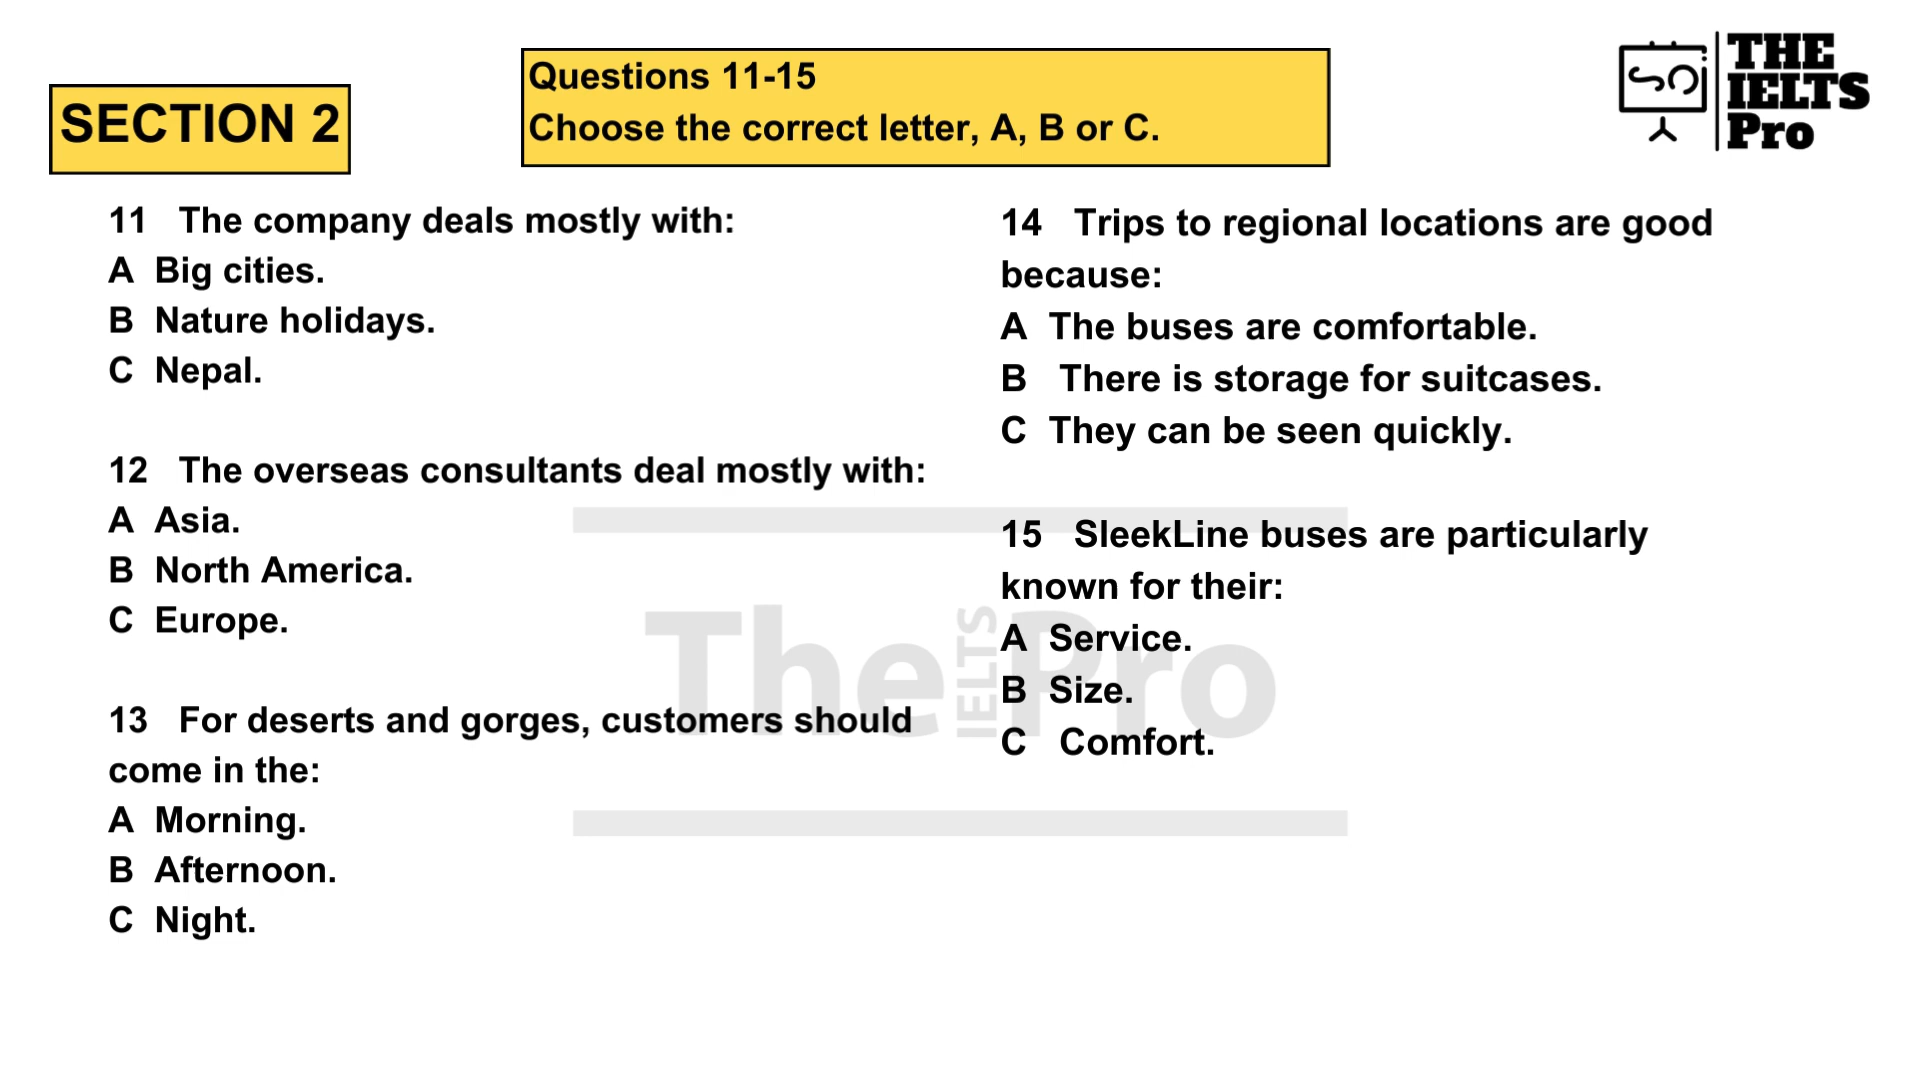 SECTION 2
Questions 11-15
Choose the correct letter, A, B or C.
THE
IELTS
Pro
11 The company deals mostly with:
A Big cities.
B Nature holidays.
C Nepal.
12 The overseas consultants deal mostly with:
A Asia.
B North America.
C Europe.
13 For deserts and gorges, customers should
come in the:
A Morning.
B Afternoon.
C Night.
14 Trips to regional locations are good
because:
A The buses are comfortable.
B There is storage for suitcases.
C They can be seen quickly.
15 SleekLine buses are particularly
known for their:
A Service.
B Size.
C Comfort.
The IELTS Pro